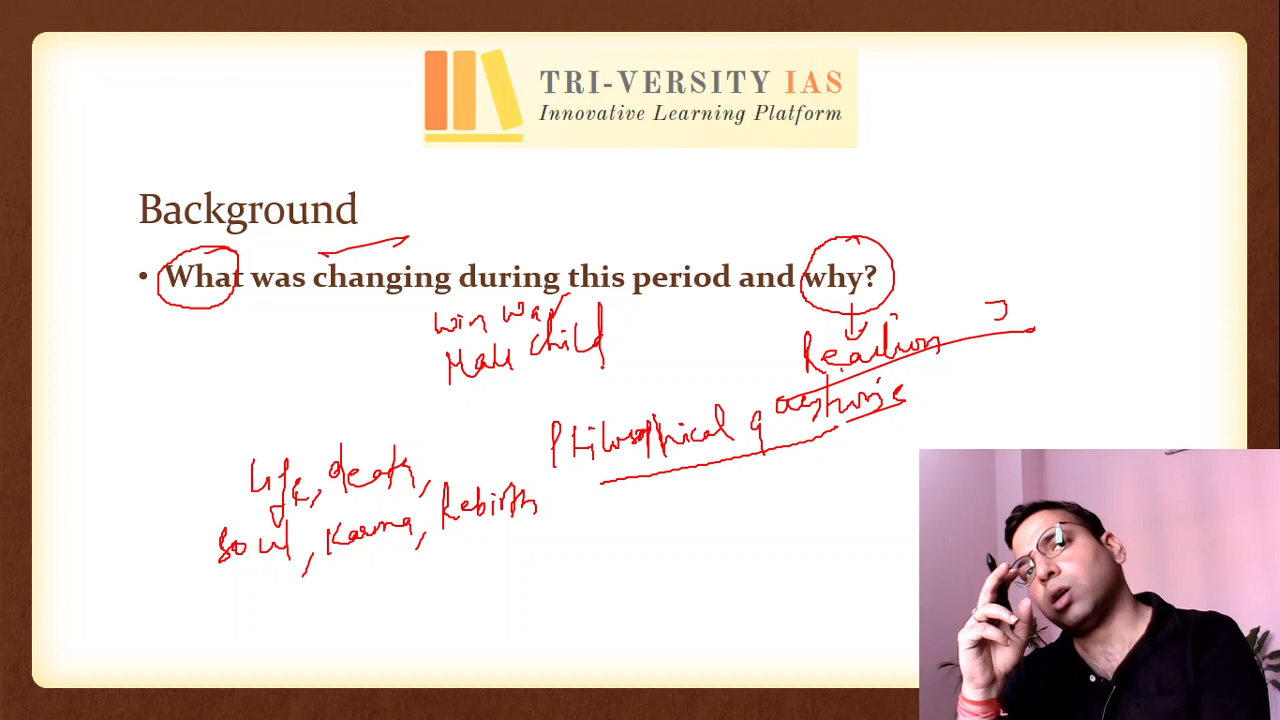 TRI-VERSITY IAS
Innovative Learning Platform
Background
• What was changing during this period and why?
win war
Male child
Reaction
Philosophical questions
Life, death,
Soul, Karma, Rebirth